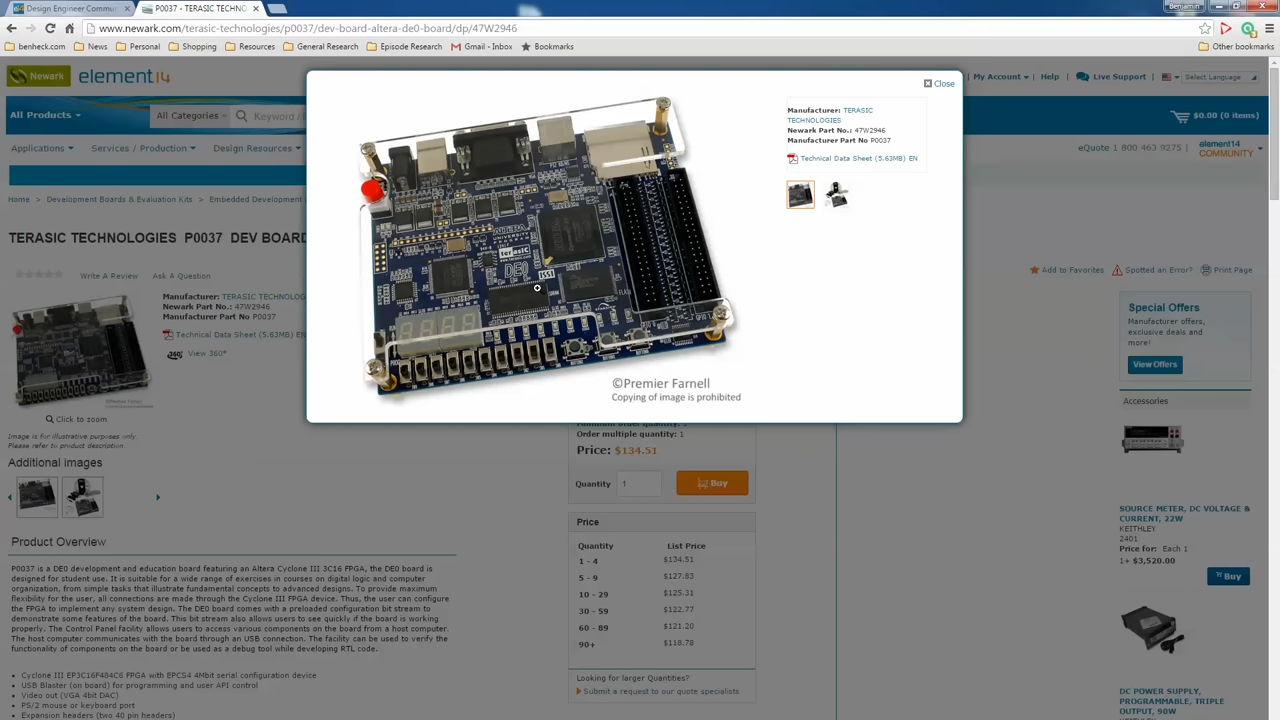 Design Engineer Commu
P0037 - TERASIC TECHNO
Benjamin
www.newark.com/terasic-technologies/p0037/dev-board-altera-de0-board/dp/47W2946
benheck.com
News
Personal
Shopping
Resources
General Research
Episode Research
Gmail - Inbox
Bookmarks
Other bookmarks
Newark
element14
My Account
Help
Live Support
Select Language
All Products
All Categories
Keyword /
$0.00 (0 items)
Applications
Services / Production
Design Resources
eQuote 1 800 463 9275
element14
COMMUNITY
Close
Manufacturer: TERASIC
TECHNOLOGIES
Newark Part No.: 47W2946
Manufacturer Part No P0037
Technical Data Sheet (5.63MB) EN
ALTERA
UNIVERSITY
PROGRAM
terasic
DE0
ISSI
©Premier Farnell
Copying of image is prohibited
Home
Development Boards & Evaluation Kits
Embedded Development
TERASIC TECHNOLOGIES P0037 DEV BOARD
Write A Review
Ask A Question
Add to Favorites
Spotted an Error?
Print Page
Manufacturer: TERASIC TECHNOLOG
Newark Part No.: 47W2946
Manufacturer Part No P0037
Technical Data Sheet (5.63MB) EN
View 360°
Click to zoom
Image is for illustrative purposes only.
Please refer to product description.
Additional images
Special Offers
Manufacturer offers,
exclusive deals and
more!
View Offers
Accessories
Minimum order quantity: 1
Order multiple quantity: 1
Price: $134.51
Quantity
1
Buy
Price
Quantity
List Price
1 - 4
$134.51
5 - 9
$127.83
10 - 29
$125.31
30 - 59
$122.77
60 - 89
$121.20
90+
$118.78
Looking for larger Quantities?
Submit a request to our quote specialists
Product Overview
P0037 is a DE0 development and education board featuring an Altera Cyclone III 3C16 FPGA, the DE0 board is
designed for student use. It is suitable for a wide range of exercises in courses on digital logic and computer
organization, from simple tasks that illustrate fundamental concepts to advanced designs. To provide maximum
flexibility for the user, all connections are made through the Cyclone III FPGA device. Thus, the user can configure
the FPGA to implement any system design. The DE0 board comes with a preloaded configuration bit stream to
demonstrate some features of the board. This bit stream also allows users to see quickly if the board is working
properly. The Control Panel facility allows users to access various components on the board from a host computer.
The host computer communicates with the board through an USB connection. The facility can be used to verify the
functionality of components on the board or be used as a debug tool while developing RTL code.
Cyclone III EP3C16F484C6 FPGA with EPCS4 4Mbit serial configuration device
USB Blaster (on board) for programming and user API control
Video out (VGA 4bit DAC)
PS/2 mouse or keyboard port
Expansion headers (two 40 pin headers)
SOURCE METER, DC VOLTAGE &
CURRENT, 22W
KEITHLEY
2401
Price for: Each 1
1+ $3,520.00
Buy
DC POWER SUPPLY,
PROGRAMMABLE, TRIPLE
OUTPUT, 90W